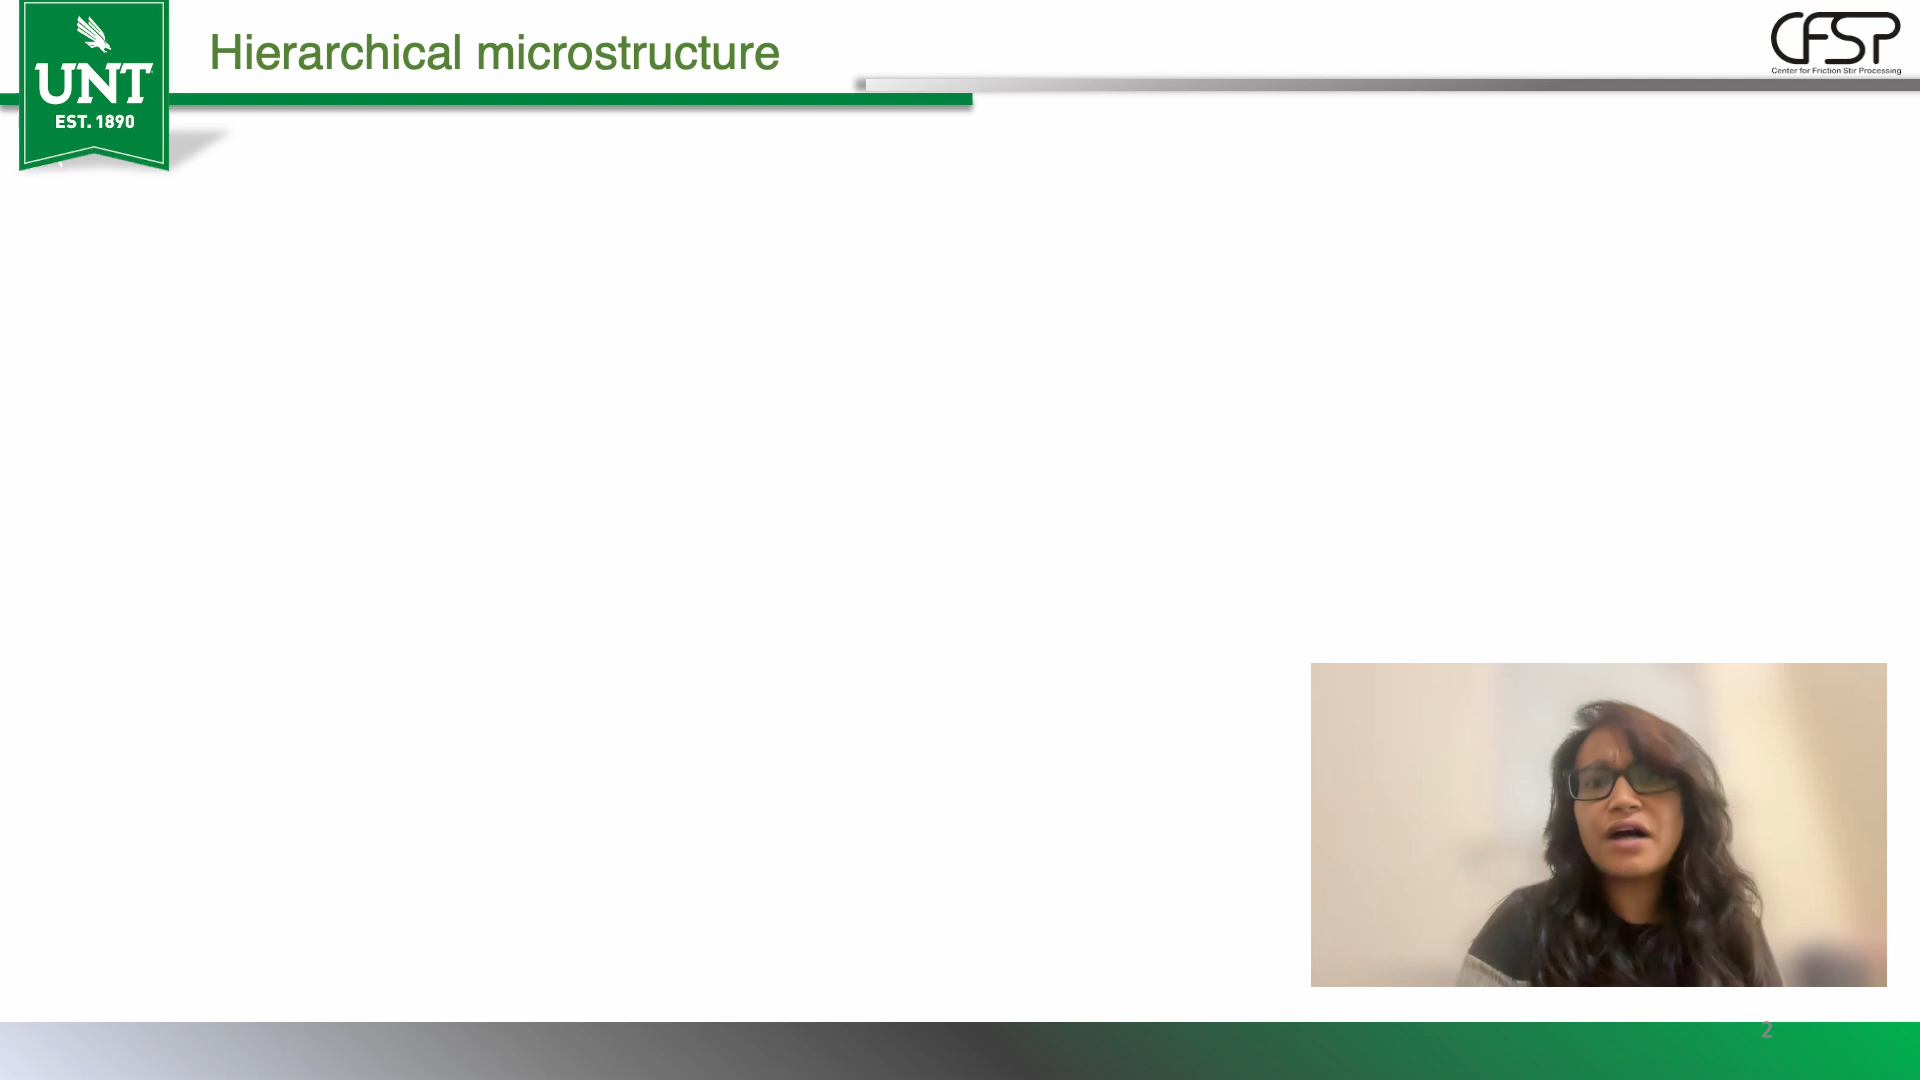 Hierarchical microstructure
CFSP
Center for Friction Stir Processing
UNT
EST. 1890
2